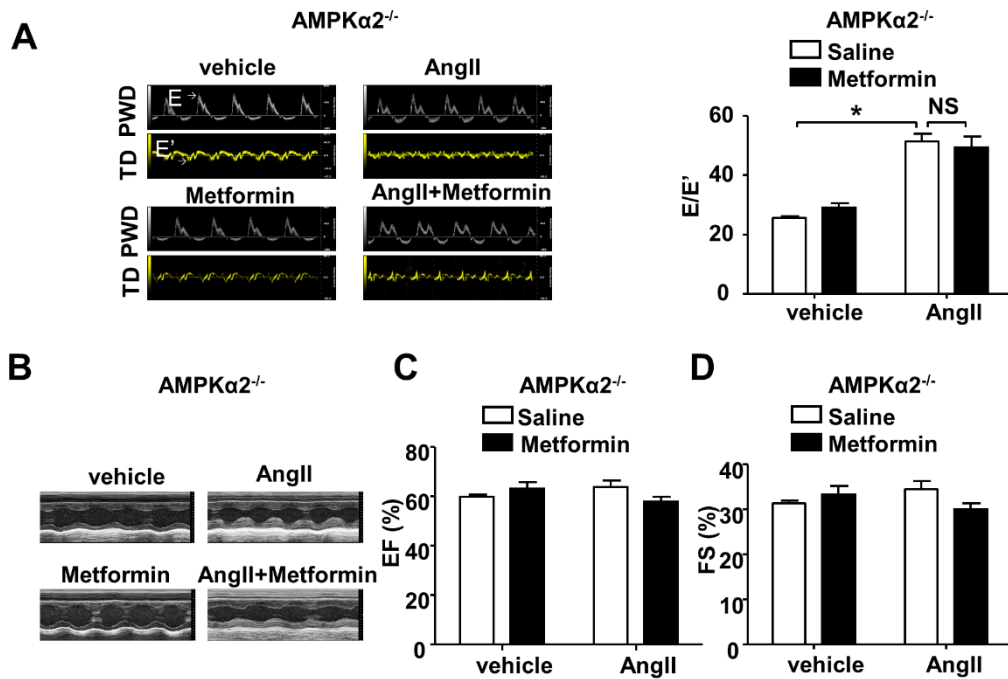 A
AMPKα2-/-
vehicle
AngII
PWD
E
TD
E'
Metformin
AngII+Metformin
PWD
TD
AMPKα2-/-
Saline
Metformin
E/E'
60
40
20
0
*
NS
vehicle
AngII
B
AMPKα2-/-
vehicle
AngII
Metformin
AngII+Metformin
C
AMPKα2-/-
Saline
Metformin
EF (%)
80
60
40
20
0
vehicle
AngII
D
AMPKα2-/-
Saline
Metformin
FS (%)
40
30
20
10
0
vehicle
AngII